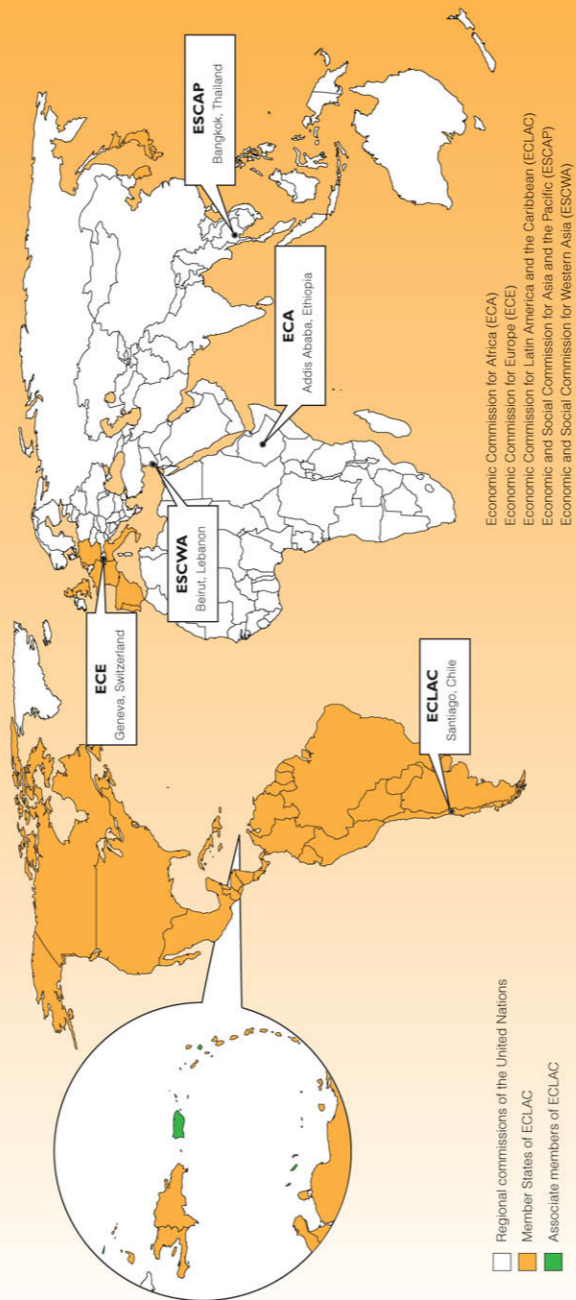 ECE
Geneva, Switzerland
ESCWA
Beirut, Lebanon
ESCAP
Bangkok, Thailand
ECA
Addis Ababa, Ethiopia
ECLAC
Santiago, Chile
Regional commissions of the United Nations
Member States of ECLAC
Associate members of ECLAC
Economic Commission for Africa (ECA)
Economic Commission for Europe (ECE)
Economic Commission for Latin America and the Caribbean (ECLAC)
Economic and Social Commission for Asia and the Pacific (ESCAP)
Economic and Social Commission for Western Asia (ESCWA)